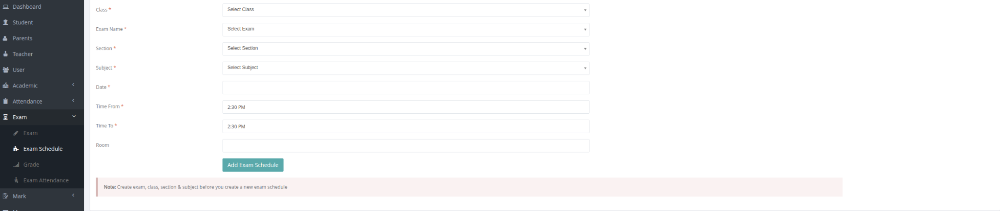 Dashboard
Student
Parents
Teacher
User
Academic
Attendance
Exam
Exam
Exam Schedule
Grade
Exam Attendance
Mark
Class *
Select Class
Exam Name *
Select Exam
Section *
Select Section
Subject *
Select Subject
Date *
Time From *
2:30 PM
Time To *
2:30 PM
Room
Add Exam Schedule
Note: Create exam, class, section & subject before you create a new exam schedule